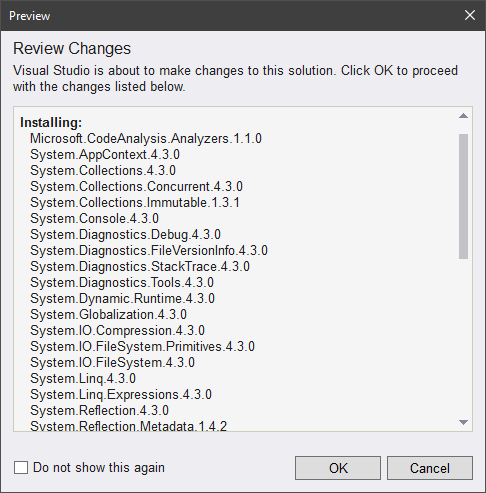 Preview
Review Changes
Visual Studio is about to make changes to this solution. Click OK to proceed
with the changes listed below.
Installing:
Microsoft.CodeAnalysis.Analyzers.1.1.0
System.AppContext.4.3.0
System.Collections.4.3.0
System.Collections.Concurrent.4.3.0
System.Collections.Immutable.1.3.1
System.Console.4.3.0
System.Diagnostics.Debug.4.3.0
System.Diagnostics.FileVersionInfo.4.3.0
System.Diagnostics.StackTrace.4.3.0
System.Diagnostics.Tools.4.3.0
System.Dynamic.Runtime.4.3.0
System.Globalization.4.3.0
System.IO.Compression.4.3.0
System.IO.FileSystem.Primitives.4.3.0
System.IO.FileSystem.4.3.0
System.Linq.4.3.0
System.Linq.Expressions.4.3.0
System.Reflection.4.3.0
System.Reflection.Metadata.1.4.2
Do not show this again
OK
Cancel